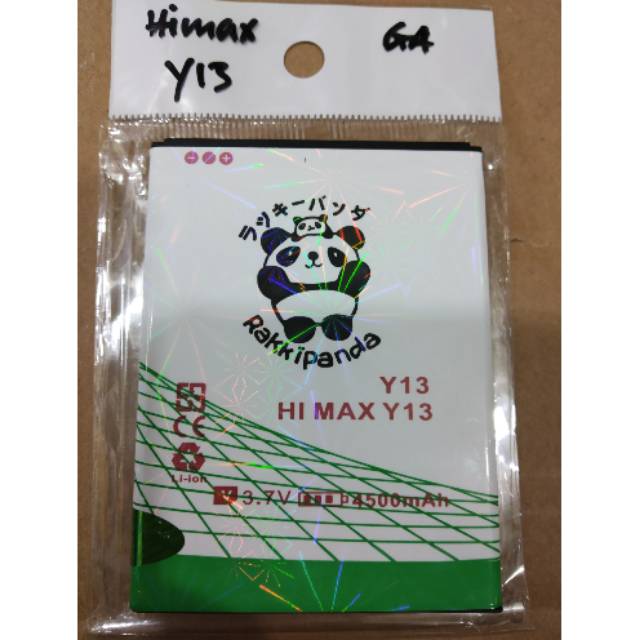 Himax GA
Y13
ラッキーパンダ
Rakkipanda
Y13
HI MAX Y13
CE
Li-ion
3.7V 4500mAh